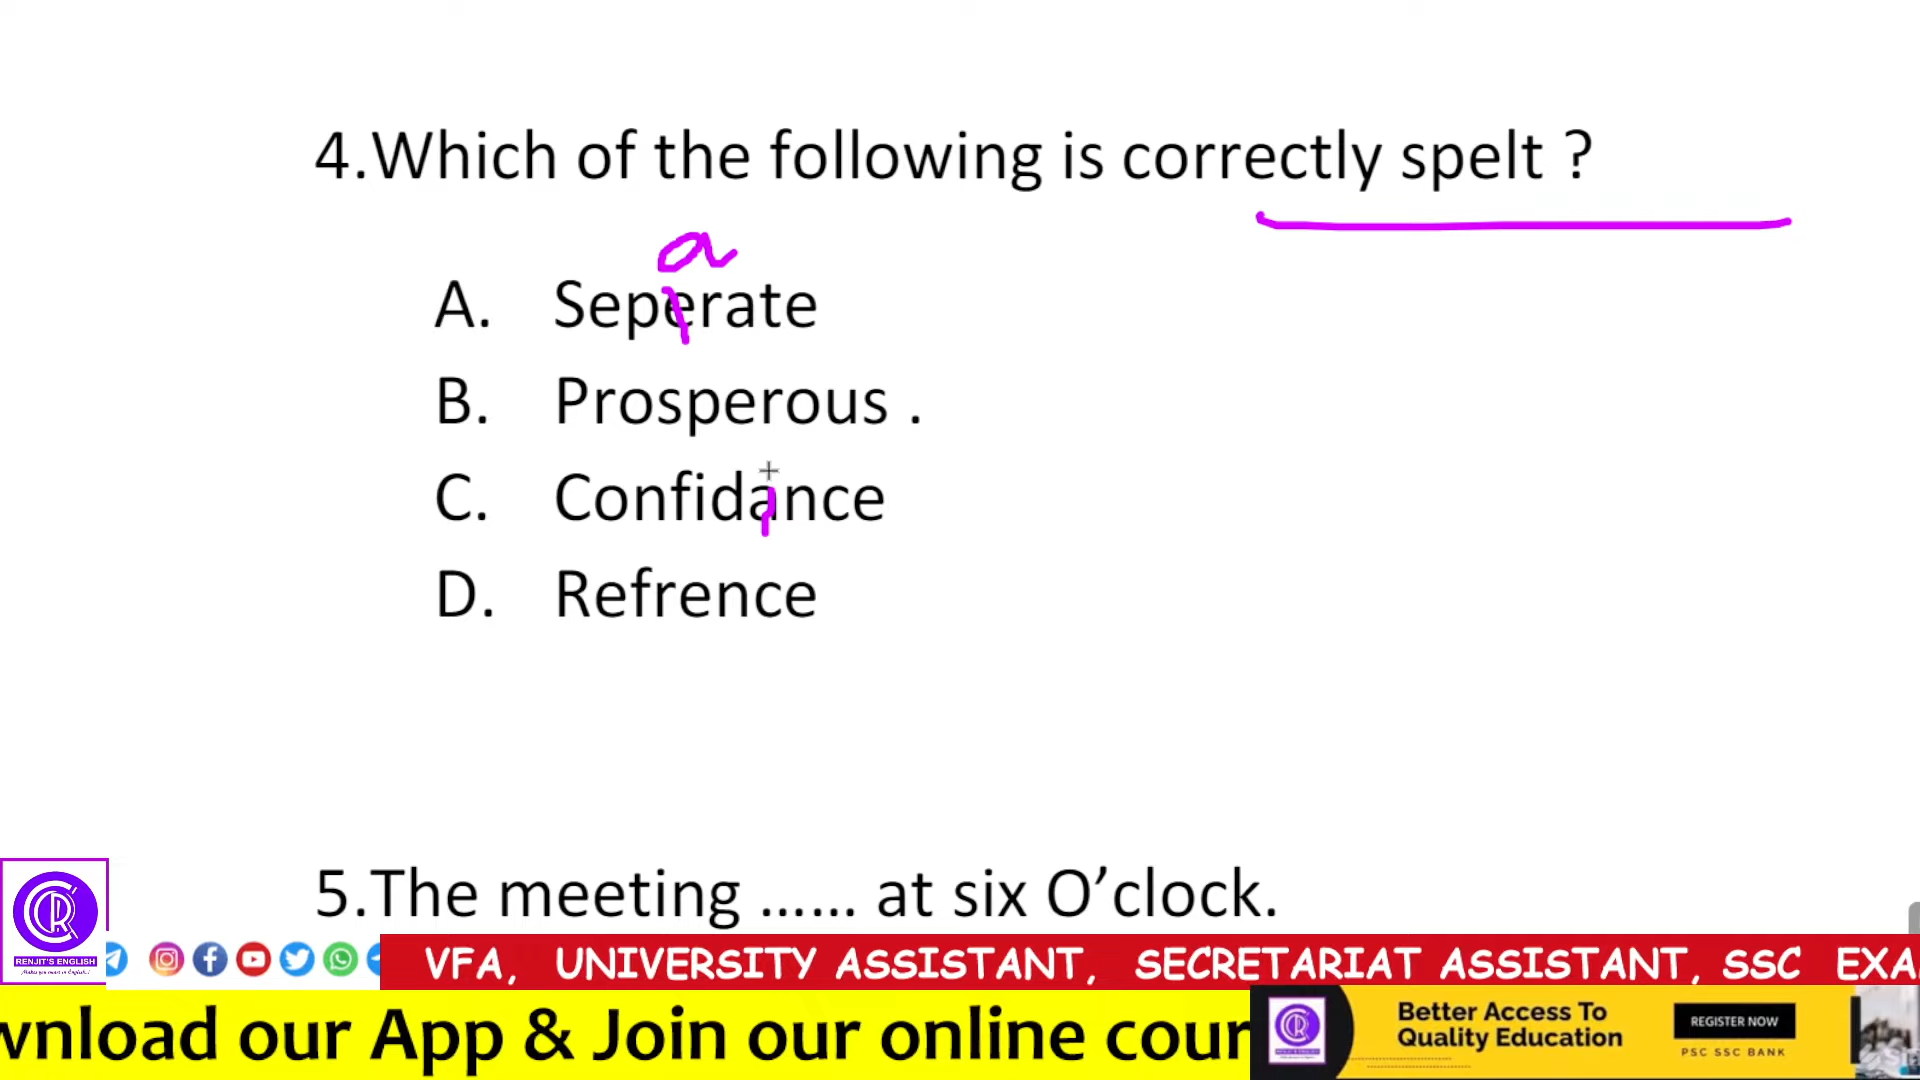 4.Which of the following is correctly spelt ?
a
A. Seperate
B. Prosperous .
C. Confidance
D. Refrence
5.The meeting ...... at six O’clock.
RENJIT'S ENGLISH
VFA, UNIVERSITY ASSISTANT, SECRETARIAT ASSISTANT, SSC EXA
wnload our App & Join our online cour
Better Access To
Quality Education
REGISTER NOW
PSC SSC BANK